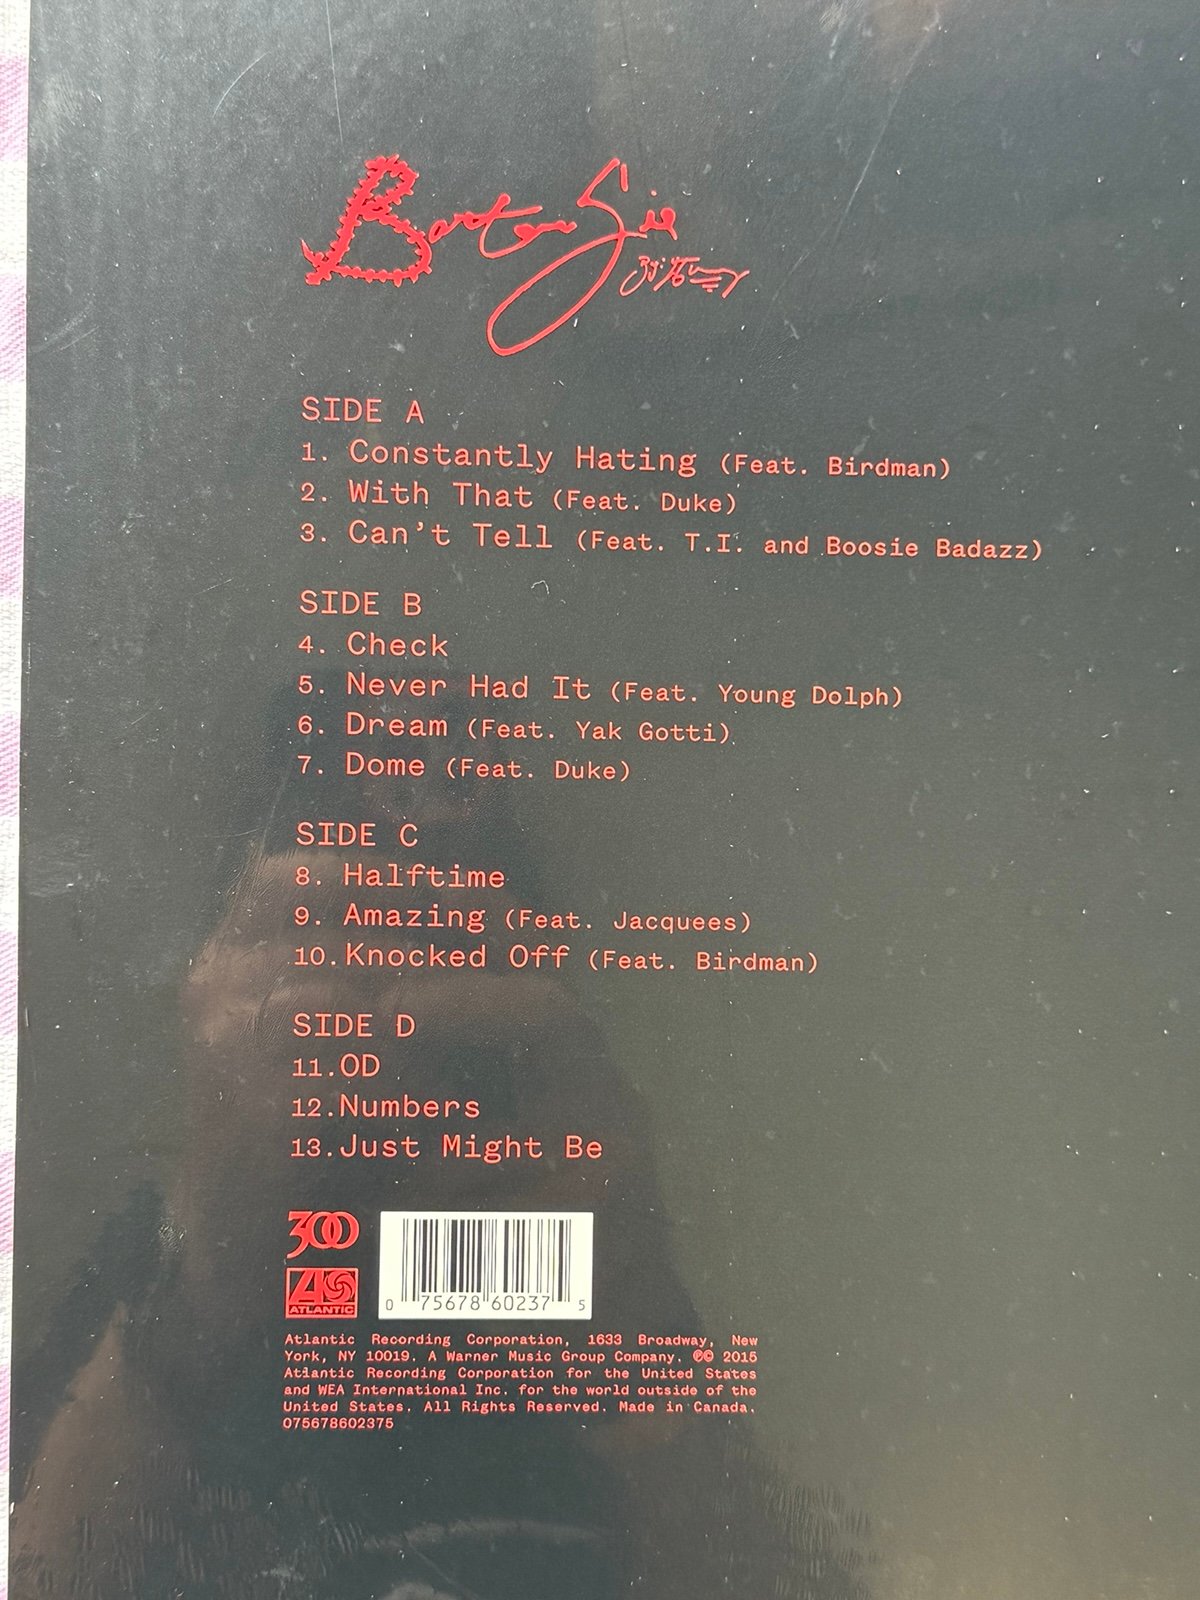 Barter Six
SIDE A
1. Constantly Hating (Feat. Birdman)
2. With That (Feat. Duke)
3. Can't Tell (Feat. T.I. and Boosie Badazz)
SIDE B
4. Check
5. Never Had It (Feat. Young Dolph)
6. Dream (Feat. Yak Gotti)
7. Dome (Feat. Duke)
SIDE C
8. Halftime
9. Amazing (Feat. Jacquees)
10. Knocked Off (Feat. Birdman)
SIDE D
11. OD
12. Numbers
13. Just Might Be
300
ATLANTIC
0 75678 60237 5
Atlantic Recording Corporation, 1633 Broadway, New
York, NY 10019. A Warner Music Group Company. ℗© 2015
Atlantic Recording Corporation for the United States
and WEA International Inc. for the world outside of the
United States. All Rights Reserved. Made in Canada.
075678602375